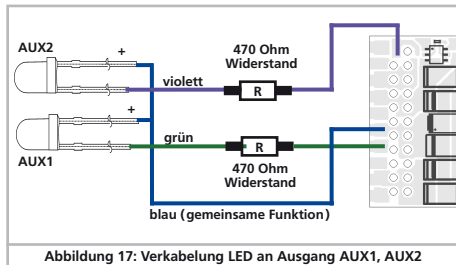 AUX2
+
470 Ohm
Widerstand
violett
R
+
grün
R
AUX1
470 Ohm
Widerstand
blau (gemeinsame Funktion)
Abbildung 17: Verkabelung LED an Ausgang AUX1, AUX2